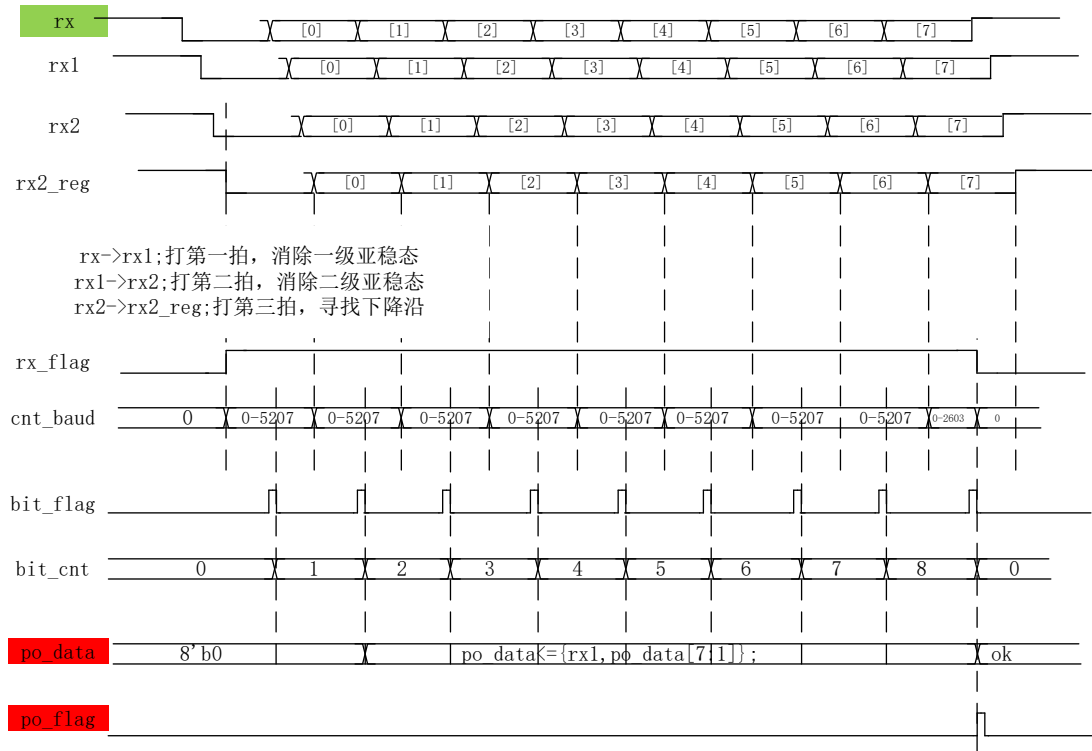 rx [0] [1] [2] [3] [4] [5] [6] [7]
rx1 [0] [1] [2] [3] [4] [5] [6] [7]
rx2 [0] [1] [2] [3] [4] [5] [6] [7]
rx2_reg [0] [1] [2] [3] [4] [5] [6] [7]
rx->rx1;打第一拍，消除一级亚稳态
rx1->rx2;打第二拍，消除二级亚稳态
rx2->rx2_reg;打第三拍，寻找下降沿
rx_flag
cnt_baud 0 0-5207 0-5207 0-5207 0-5207 0-5207 0-5207 0-5207 0-5207 0-2603 0
bit_flag
bit_cnt 0 1 2 3 4 5 6 7 8 0
po_data 8'b0 po_data<={rx1,po_data[7:1]}; ok
po_flag